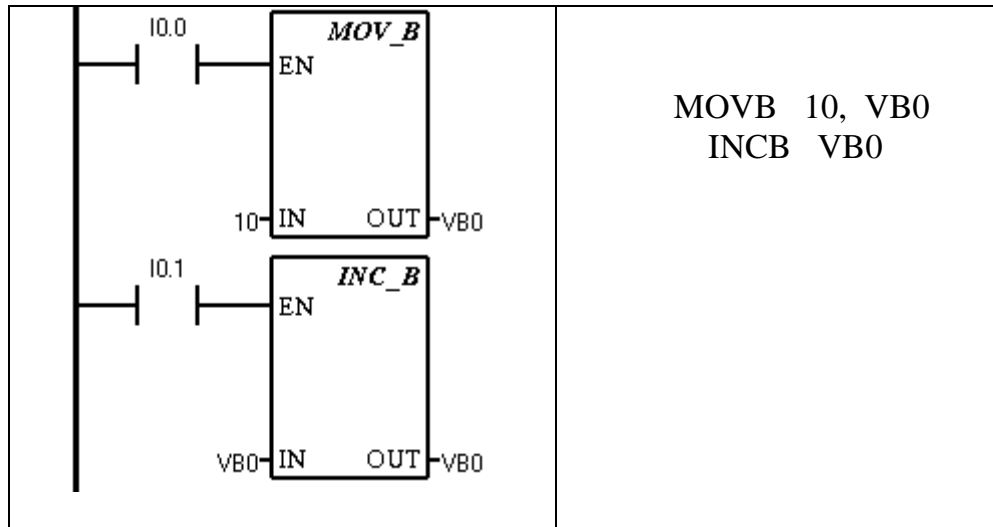 I0.0
MOV_B
EN
10 IN OUT VB0
I0.1
INC_B
EN
VB0 IN OUT VB0
MOVB 10, VB0
INCB VB0